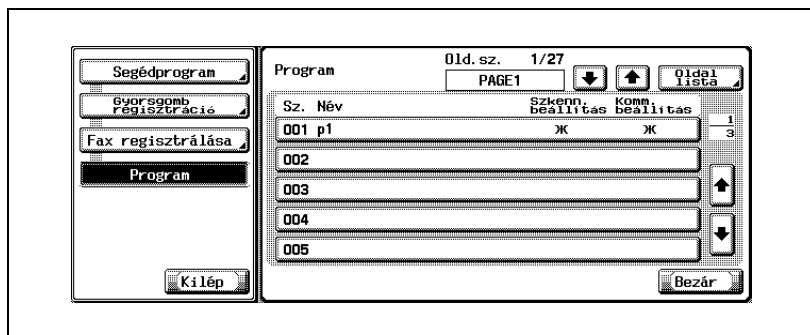 Segédprogram
Gyorsgomb
regisztráció
Fax regisztrálása
Program
Kilép
Program
Old.sz. 1/27
PAGE1
Oldal
lista
Sz. Név
Szkenn.
beállítás
Komm.
beállítás
001 p1 Ж Ж
1
3
002
003
004
005
Bezár